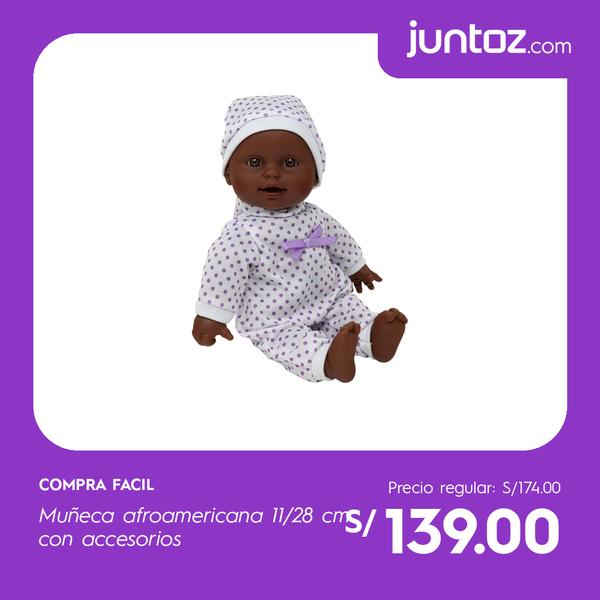 juntoz.com
COMPRA FACIL
Muñeca afroamericana 11/28 cm
con accesorios
Precio regular: S/174.00
S/ 139.00